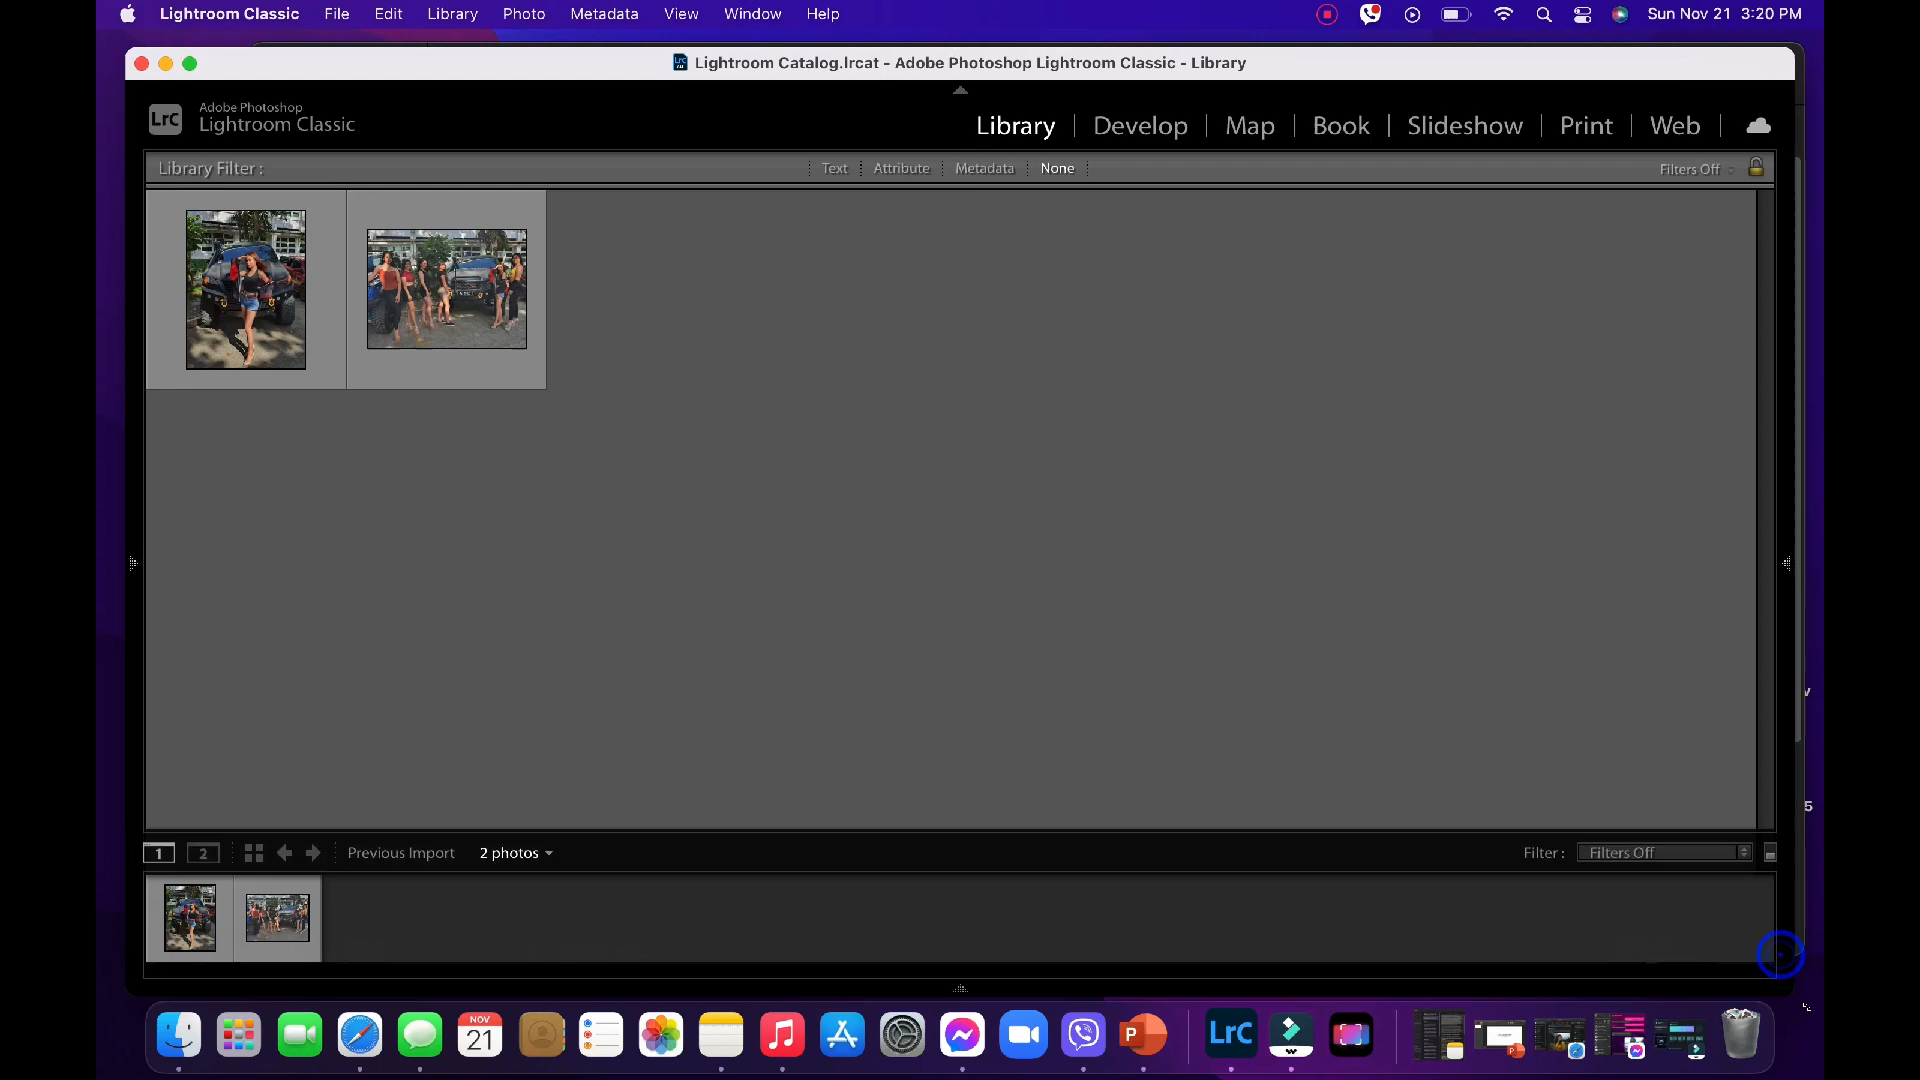 Lightroom Classic File Edit Library Photo Metadata View Window Help Sun Nov 21 3:20 PM
Lightroom Catalog.lrcat - Adobe Photoshop Lightroom Classic - Library
LrC Adobe Photoshop
Lightroom Classic
Library Develop Map Book Slideshow Print Web
Library Filter : Text Attribute Metadata None Filters Off
1 2 Previous Import 2 photos Filter : Filters Off
NOV
21
LrC
P